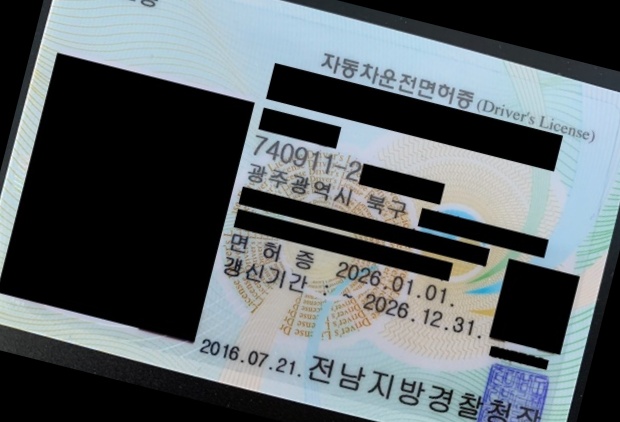 자동차운전면허증 (Driver's License)
740911-2
광주광역시 북구
면 허 증 2026.01.01.
갱신기간 : ~ 2026.12.31.
2016.07.21. 전남지방경찰청장